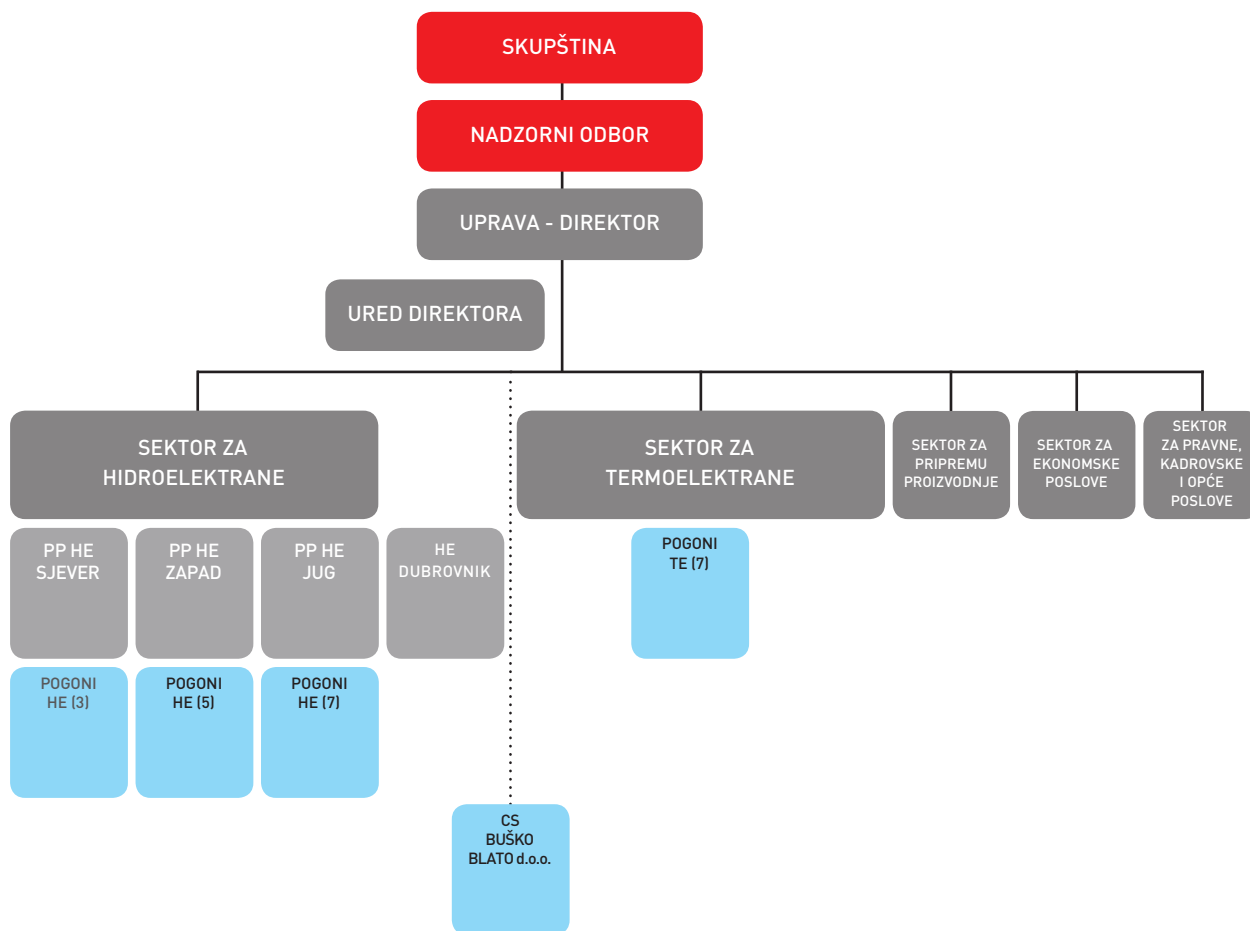 SKUPŠTINA
NADZORNI ODBOR
UPRAVA - DIREKTOR
URED DIREKTORA
SEKTOR ZA
HIDROELEKTRANE
SEKTOR ZA
TERMOELEKTRANE
SEKTOR ZA
PRIPREMU
PROIZVODNJE
SEKTOR ZA
EKONOMSKE
POSLOVE
SEKTOR
ZA PRAVNE,
KADROVSKE
I OPĆE
POSLOVE
PP HE
SJEVER
PP HE
ZAPAD
PP HE
JUG
HE
DUBROVNIK
POGONI
TE (7)
POGONI
HE (3)
POGONI
HE (5)
POGONI
HE (7)
CS
BUŠKO
BLATO d.o.o.